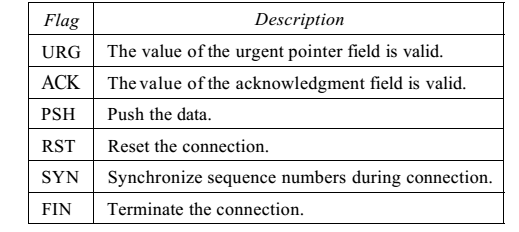 Flag Description
URG The value of the urgent pointer field is valid.
ACK The value of the acknowledgment field is valid.
PSH Push the data.
RST Reset the connection.
SYN Synchronize sequence numbers during connection.
FIN Terminate the connection.